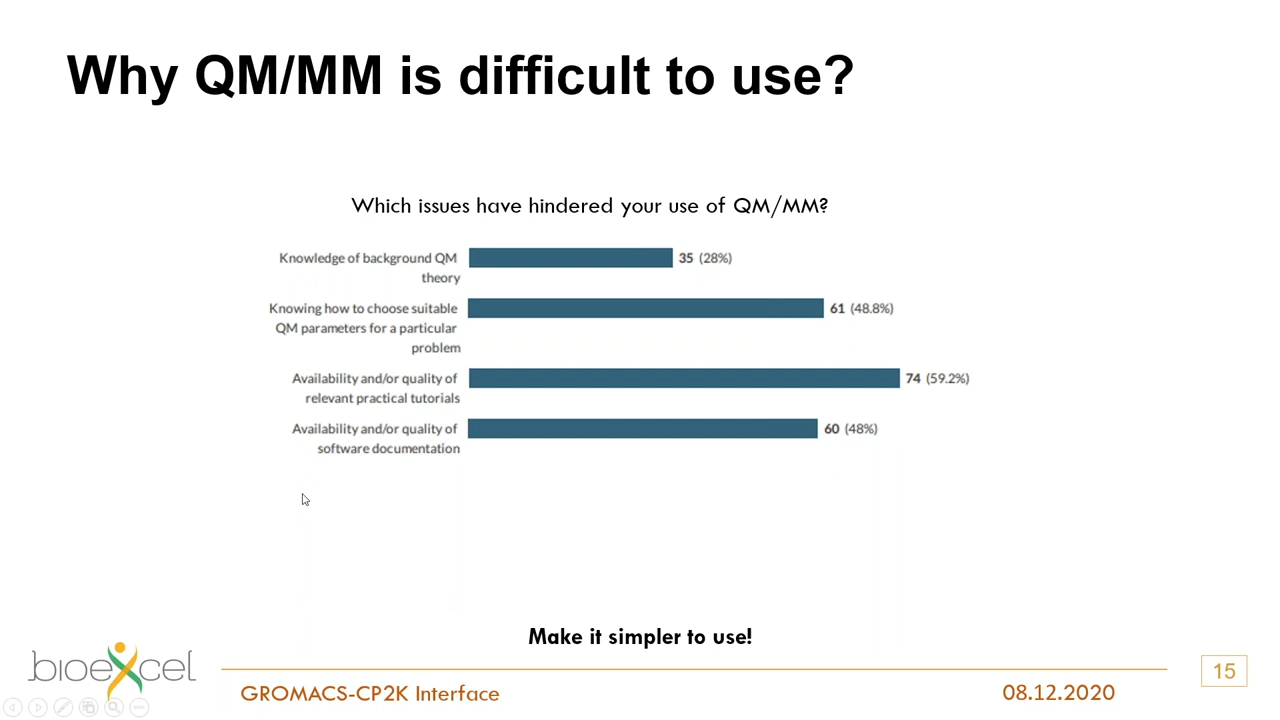 Why QM/MM is difficult to use?
Which issues have hindered your use of QM/MM?
Knowledge of background QM
theory
35 (28%)
Knowing how to choose suitable
QM parameters for a particular
problem
61 (48.8%)
Availability and/or quality of
relevant practical tutorials
74 (59.2%)
Availability and/or quality of
software documentation
60 (48%)
Make it simpler to use!
bioexcel
GROMACS-CP2K Interface
08.12.2020
15